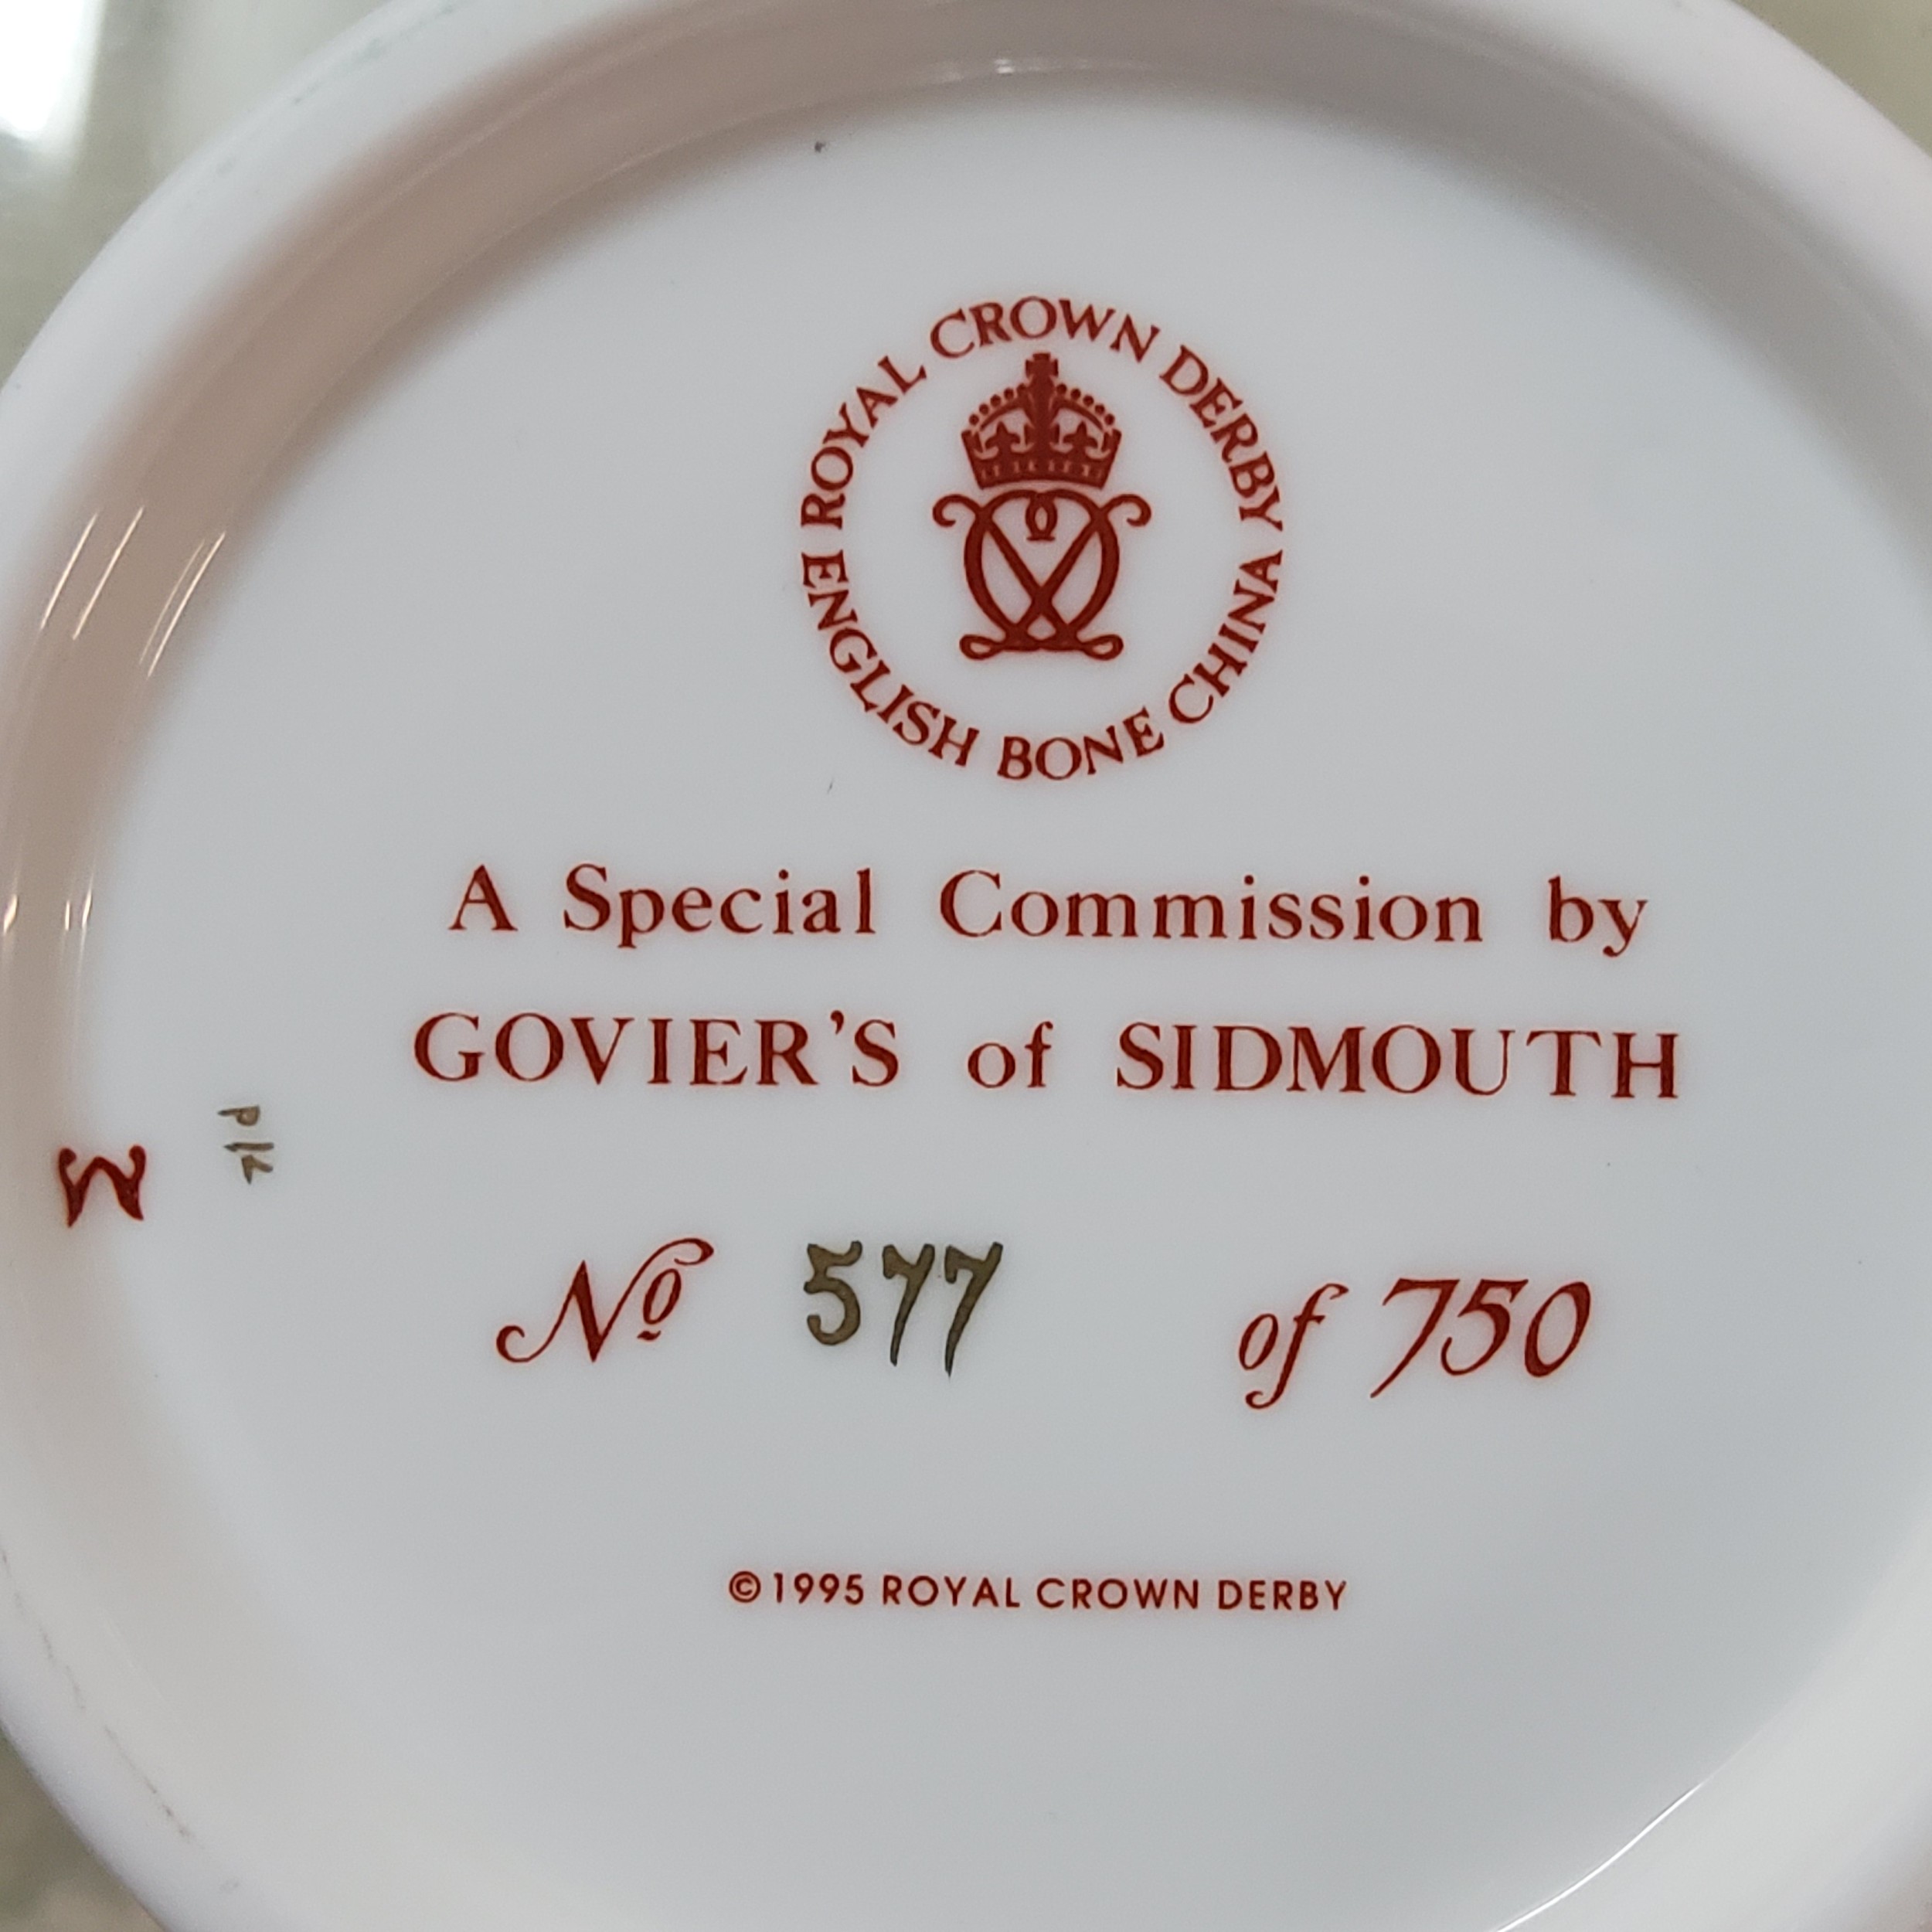 ROYAL CROWN DERBY
ENGLISH BONE CHINA
A Special Commission by
GOVIER'S of SIDMOUTH
Nº 577 of 750
©1995 ROYAL CROWN DERBY